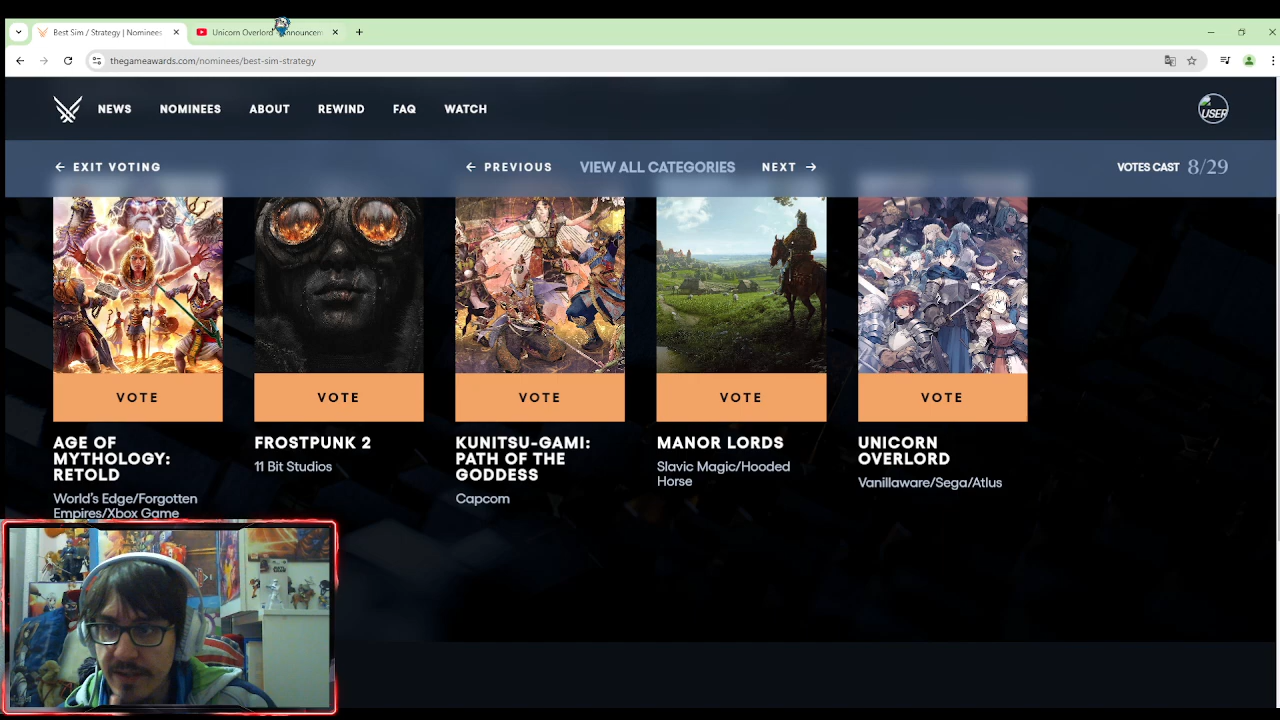 Best Sim / Strategy | Nominees
Unicorn Overlord
thegameawards.com/nominees/best-sim-strategy
NEWS NOMINEES ABOUT REWIND FAQ WATCH
USER
← EXIT VOTING ← PREVIOUS VIEW ALL CATEGORIES NEXT → VOTES CAST 8/29
VOTE VOTE VOTE VOTE VOTE
AGE OF
MYTHOLOGY:
RETOLD
World's Edge/Forgotten
Empires/Xbox Game
FROSTPUNK 2
11 Bit Studios
KUNITSU-GAMI:
PATH OF THE
GODDESS
Capcom
MANOR LORDS
Slavic Magic/Hooded
Horse
UNICORN
OVERLORD
Vanillaware/Sega/Atlus